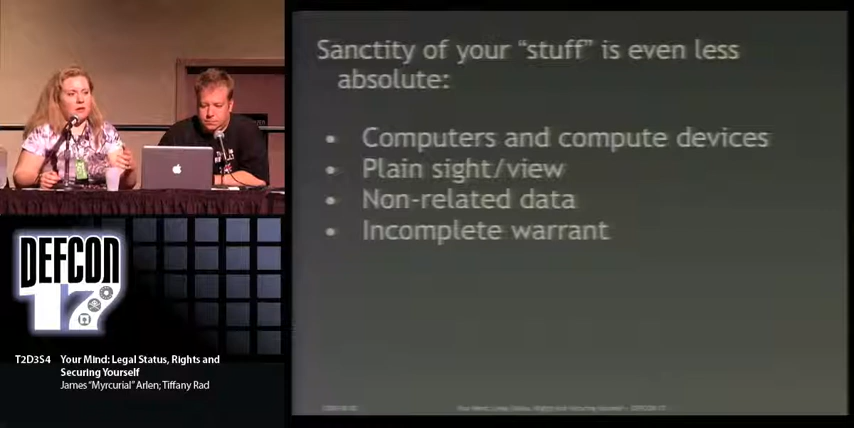 Sanctity of your “stuff” is even less
absolute:
• Computers and compute devices
• Plain sight/view
• Non-related data
• Incomplete warrant
DEFCON
17
T2D3S4 Your Mind: Legal Status, Rights and
Securing Yourself
James “Myrcurial” Arlen; Tiffany Rad